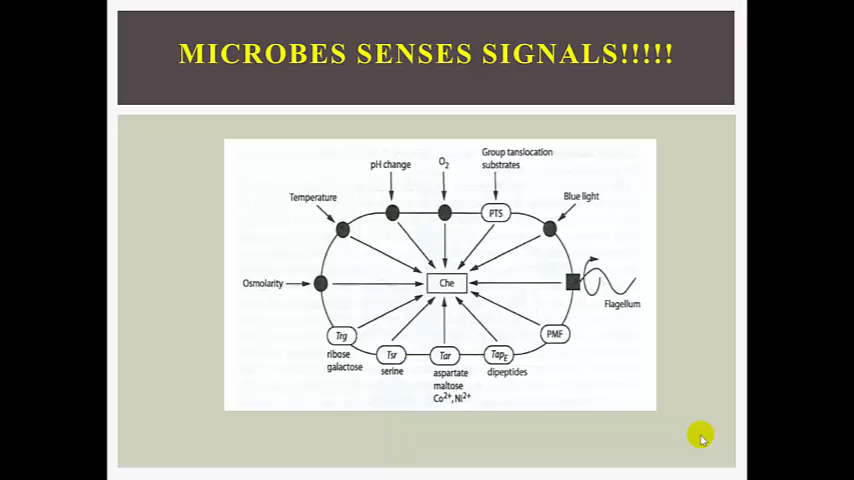 MICROBES SENSES SIGNALS!!!!!
Group tanslocation
substrates
pH change
O2
Temperature
PTS
Blue light
Osmolarity
Che
Flagellum
Trg
PMF
ribose
galactose
Tsr
serine
Tar
aspartate
maltose
Co2+, Ni2+
TapE
dipeptides